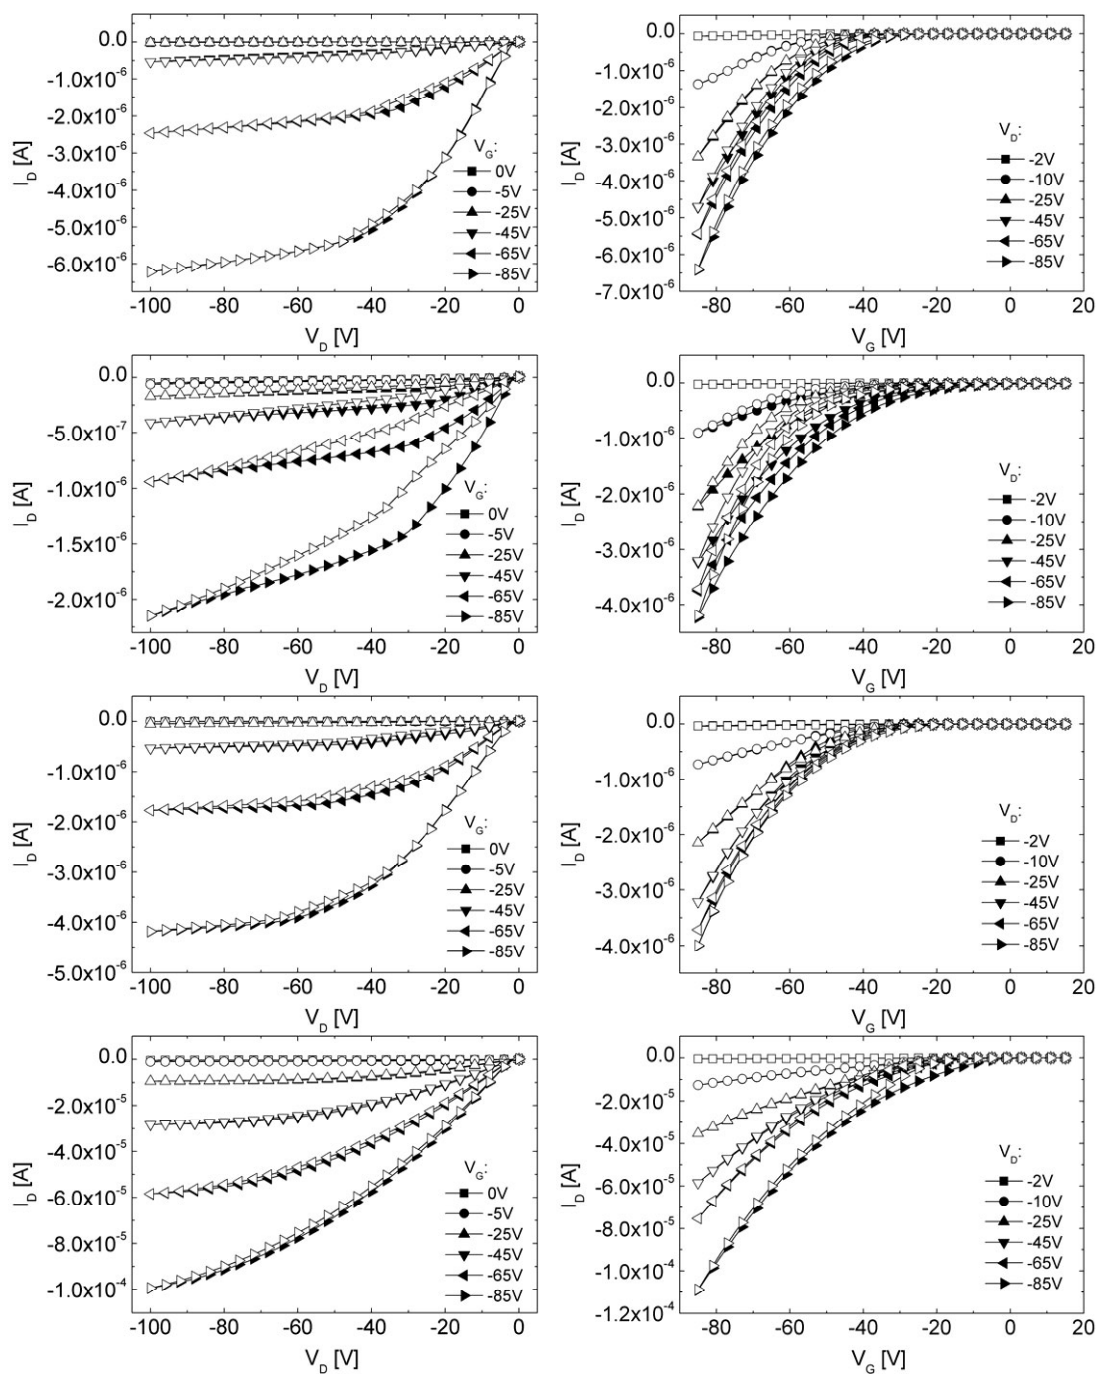 0.0
-1.0x10⁻⁶
-2.0x10⁻⁶
-3.0x10⁻⁶
-4.0x10⁻⁶
-5.0x10⁻⁶
-6.0x10⁻⁶
I_D [A]
V_G:
0V
-5V
-25V
-45V
-65V
-85V
-100 -80 -60 -40 -20 0
V_D [V]
0.0
-1.0x10⁻⁶
-2.0x10⁻⁶
-3.0x10⁻⁶
-4.0x10⁻⁶
-5.0x10⁻⁶
-6.0x10⁻⁶
-7.0x10⁻⁶
I_D [A]
V_D:
-2V
-10V
-25V
-45V
-65V
-85V
-80 -60 -40 -20 0 20
V_G [V]
0.0
-5.0x10⁻⁷
-1.0x10⁻⁶
-1.5x10⁻⁶
-2.0x10⁻⁶
I_D [A]
V_G:
0V
-5V
-25V
-45V
-65V
-85V
-100 -80 -60 -40 -20 0
V_D [V]
0.0
-1.0x10⁻⁶
-2.0x10⁻⁶
-3.0x10⁻⁶
-4.0x10⁻⁶
I_D [A]
V_D:
-2V
-10V
-25V
-45V
-65V
-85V
-80 -60 -40 -20 0 20
V_G [V]
0.0
-1.0x10⁻⁶
-2.0x10⁻⁶
-3.0x10⁻⁶
-4.0x10⁻⁶
-5.0x10⁻⁶
I_D [A]
V_G:
0V
-5V
-25V
-45V
-65V
-85V
-100 -80 -60 -40 -20 0
V_D [V]
0.0
-1.0x10⁻⁶
-2.0x10⁻⁶
-3.0x10⁻⁶
-4.0x10⁻⁶
I_D [A]
V_D:
-2V
-10V
-25V
-45V
-65V
-85V
-80 -60 -40 -20 0 20
V_G [V]
0.0
-2.0x10⁻⁵
-4.0x10⁻⁵
-6.0x10⁻⁵
-8.0x10⁻⁵
-1.0x10⁻⁴
I_D [A]
V_G:
0V
-5V
-25V
-45V
-65V
-85V
-100 -80 -60 -40 -20 0
V_D [V]
0.0
-2.0x10⁻⁵
-4.0x10⁻⁵
-6.0x10⁻⁵
-8.0x10⁻⁵
-1.0x10⁻⁴
-1.2x10⁻⁴
I_D [A]
V_D:
-2V
-10V
-25V
-45V
-65V
-85V
-80 -60 -40 -20 0 20
V_G [V]